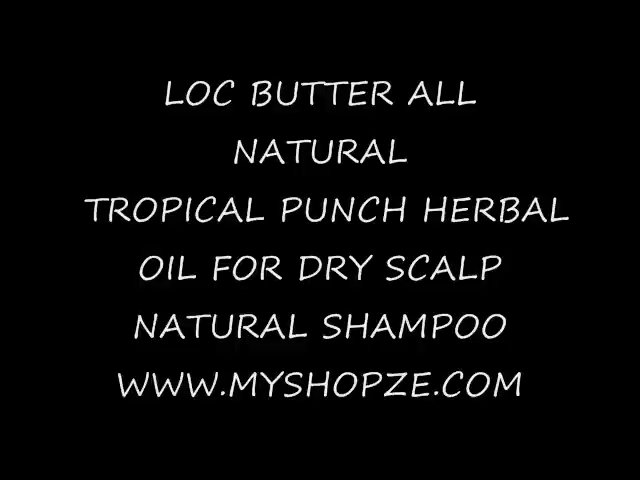 LOC BUTTER ALL
NATURAL
TROPICAL PUNCH HERBAL
OIL FOR DRY SCALP
NATURAL SHAMPOO
WWW.MYSHOPZE.COM